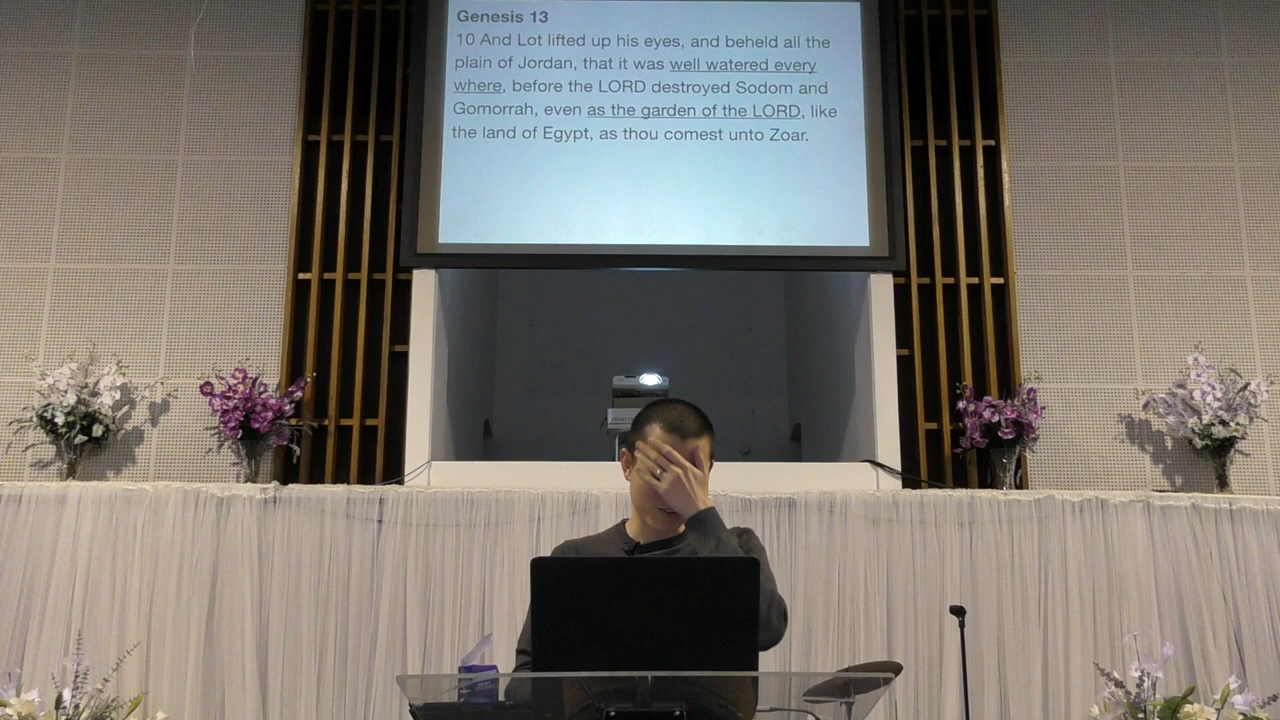 Genesis 13
10 And Lot lifted up his eyes, and beheld all the
plain of Jordan, that it was well watered every
where, before the LORD destroyed Sodom and
Gomorrah, even as the garden of the LORD, like
the land of Egypt, as thou comest unto Zoar.